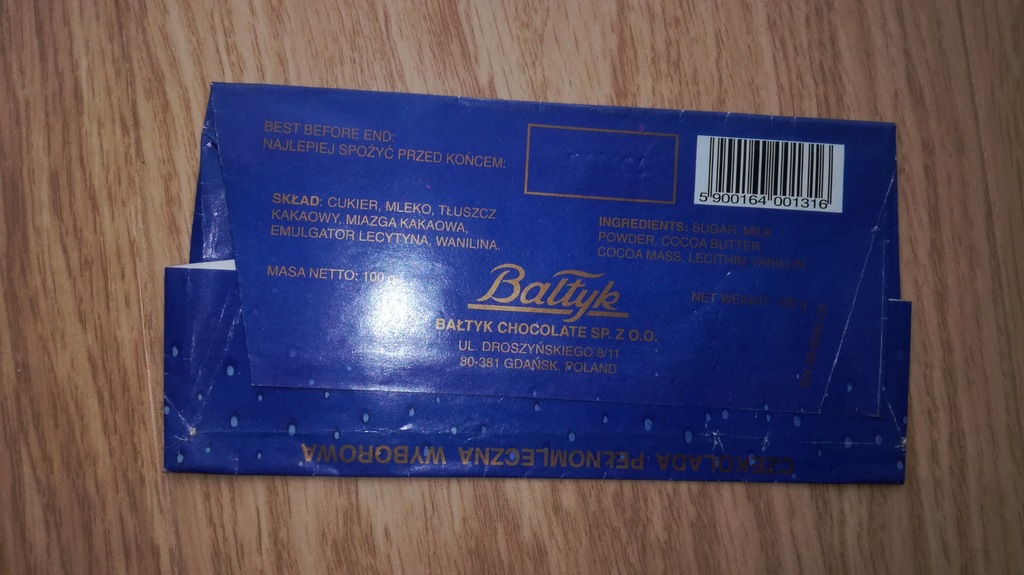 BEST BEFORE END:
NAJLEPIEJ SPOŻYĆ PRZED KOŃCEM:
SKŁAD: CUKIER, MLEKO, TŁUSZCZ
KAKAOWY, MIAZGA KAKAOWA,
EMULGATOR LECYTYNA, WANILINA.
MASA NETTO: 100 g
5 900164 001316
INGREDIENTS: SUGAR, MILK
POWDER, COCOA BUTTER
COCOA MASS, LECITHIN, VANILLIN
NET WEIGHT: 100 g
Bałtyk
BAŁTYK CHOCOLATE SP. Z O.O.
UL. DROSZYŃSKIEGO 8/11
80-381 GDAŃSK, POLAND
CZEKOLADA PEŁNOMLECZNA WYBOROWA